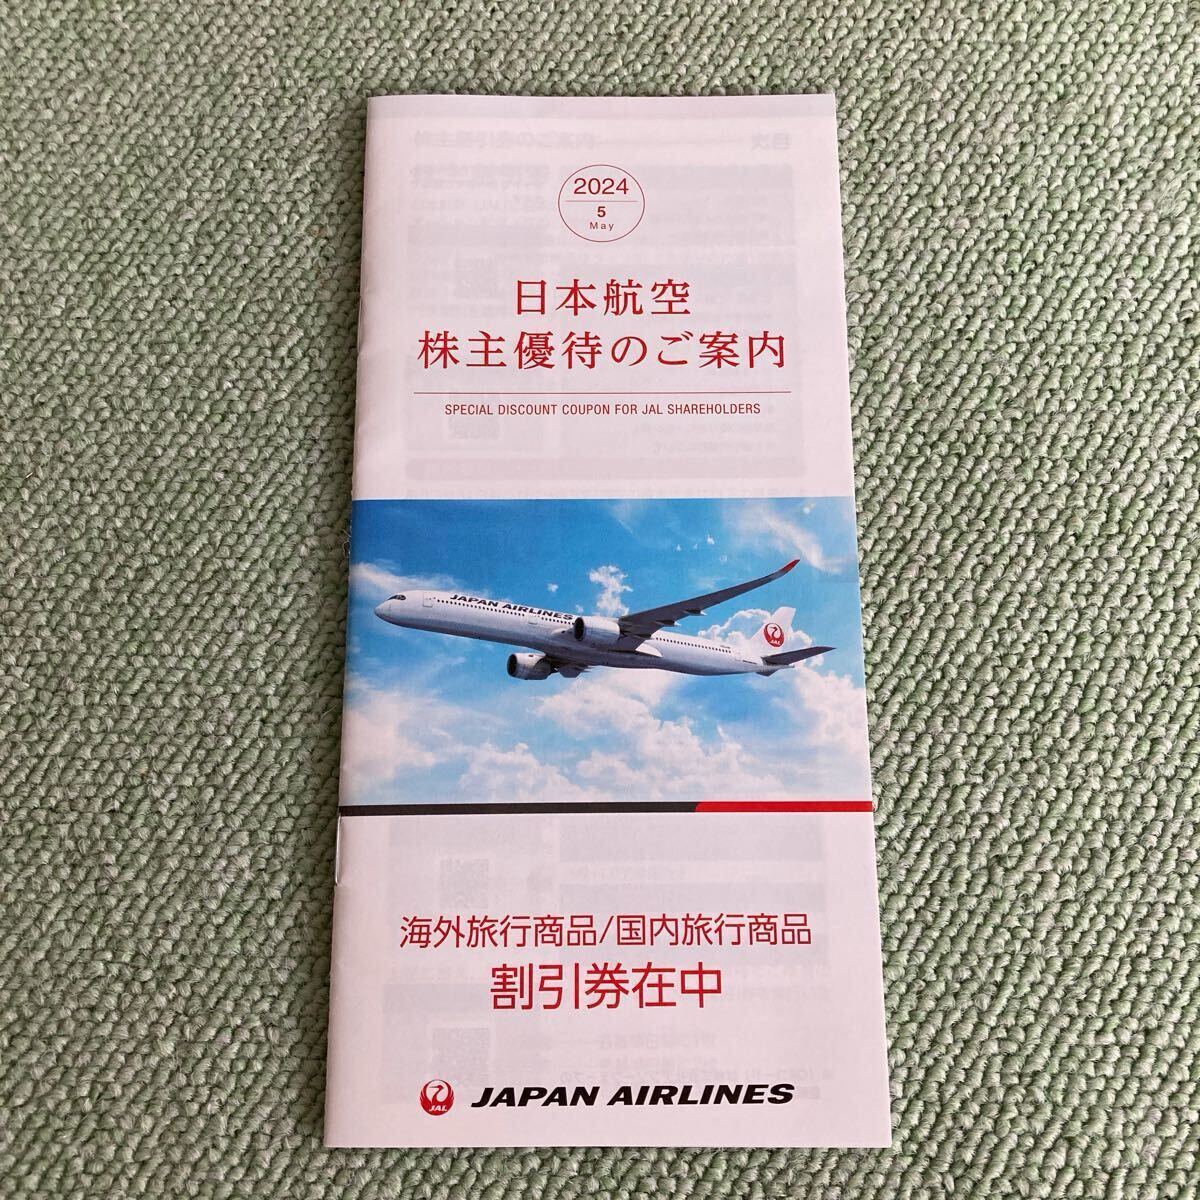 2024
5
May
日本航空
株主優待のご案内
SPECIAL DISCOUNT COUPON FOR JAL SHAREHOLDERS
JAPAN AIRLINES
JAL
海外旅行商品/国内旅行商品
割引券在中
JAL
JAPAN AIRLINES